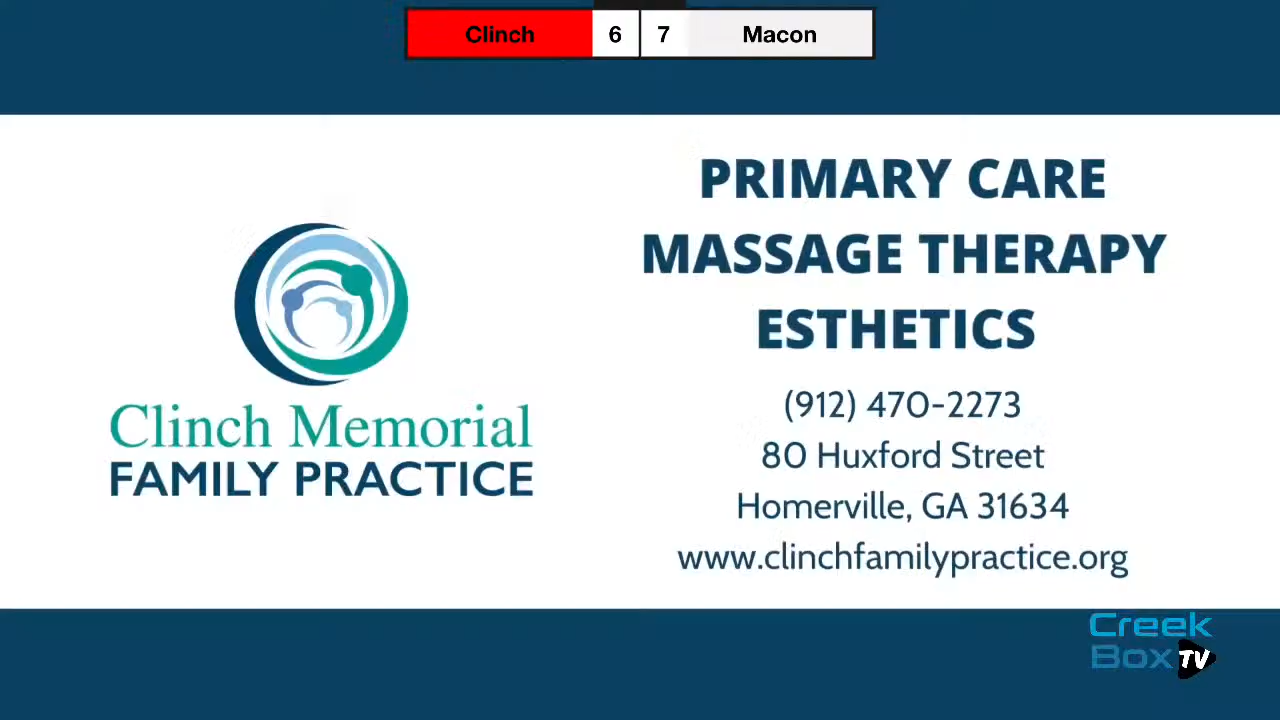 Clinch 6 7 Macon
PRIMARY CARE
MASSAGE THERAPY
ESTHETICS
Clinch Memorial
FAMILY PRACTICE
(912) 470-2273
80 Huxford Street
Homerville, GA 31634
www.clinchfamilypractice.org
Creek
Box TV